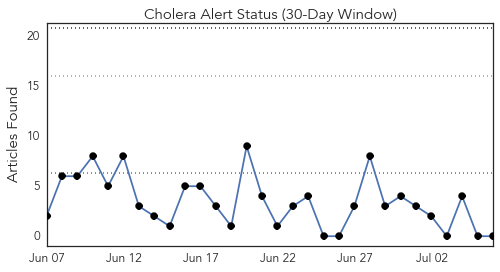 Cholera Alert Status (30-Day Window)
Articles Found
20
15
10
5
0
Jun 07 Jun 12 Jun 17 Jun 22 Jun 27 Jul 02